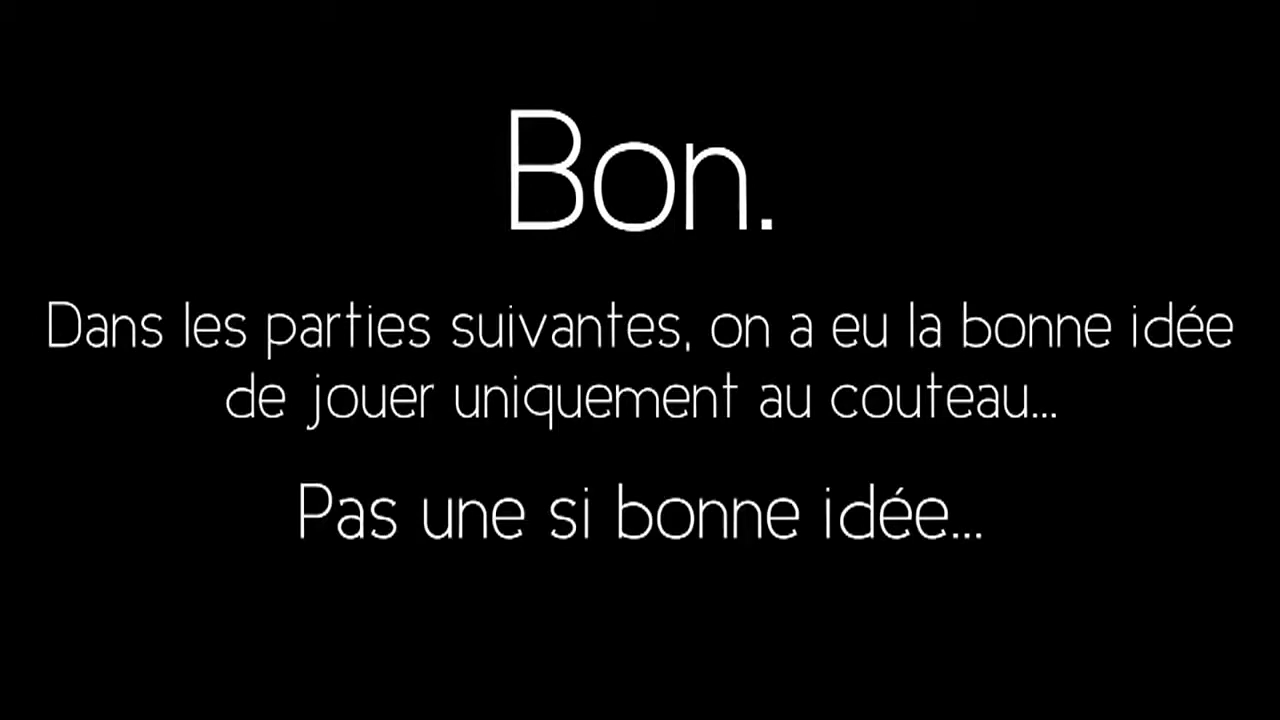 Bon.
Dans les parties suivantes, on a eu la bonne idée
de jouer uniquement au couteau...
Pas une si bonne idée...